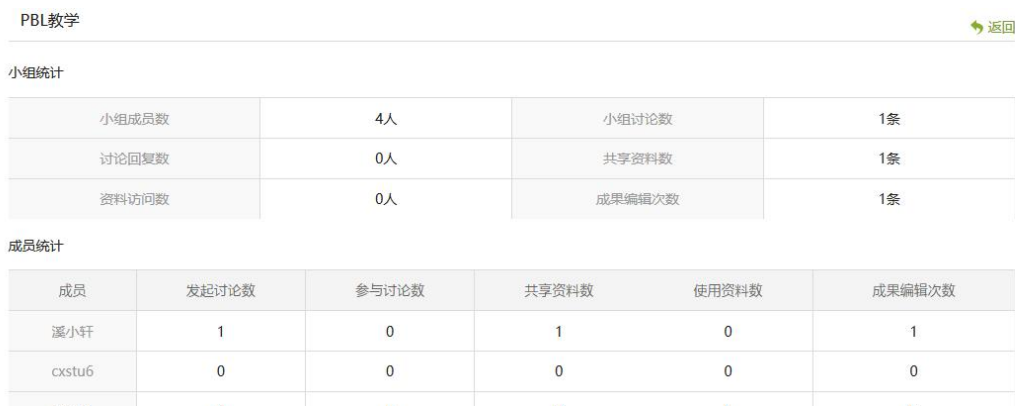 PBL教学
返回
小组统计
小组成员数 4人 小组讨论数 1条
讨论回复数 0人 共享资料数 1条
资料访问数 0人 成果编辑次数 1条
成员统计
成员 发起讨论数 参与讨论数 共享资料数 使用资料数 成果编辑次数
溪小轩 1 0 1 0 1
cxstu6 0 0 0 0 0